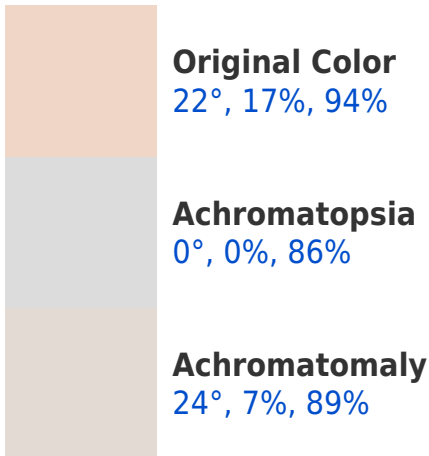 Original Color
22°, 17%, 94%
Achromatopsia
0°, 0%, 86%
Achromatomaly
24°, 7%, 89%